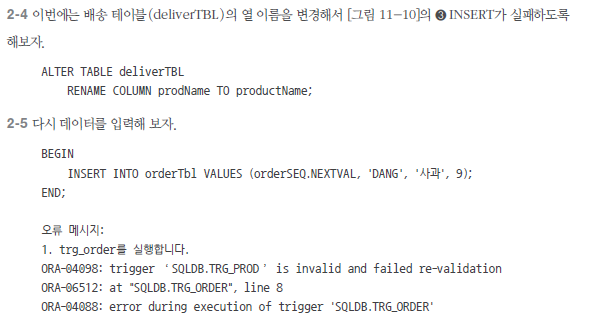 2-4 이번에는 배송 테이블(deliverTBL)의 열 이름을 변경해서 [그림 11-10]의 ❸ INSERT가 실패하도록
해보자.
ALTER TABLE deliverTBL
RENAME COLUMN prodName TO productName;
2-5 다시 데이터를 입력해 보자.
BEGIN
INSERT INTO orderTbl VALUES (orderSEQ.NEXTVAL, 'DANG', '사과', 9);
END;
오류 메시지:
1. trg_order를 실행합니다.
ORA-04098: trigger ‘SQLDB.TRG_PROD’ is invalid and failed re-validation
ORA-06512: at "SQLDB.TRG_ORDER", line 8
ORA-04088: error during execution of trigger 'SQLDB.TRG_ORDER'